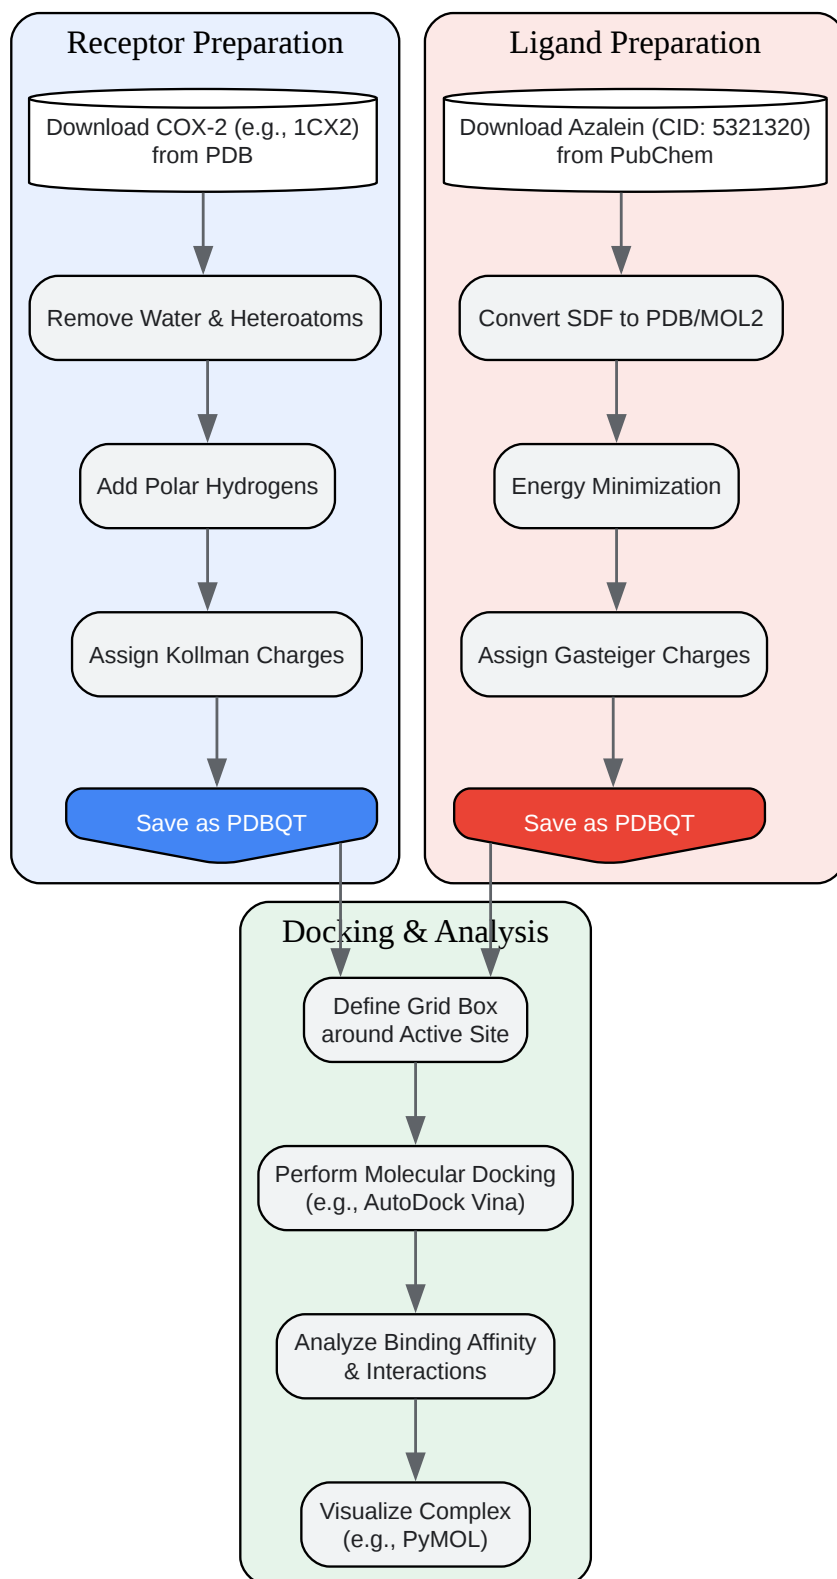 Receptor Preparation
Download COX-2 (e.g., 1CX2)
from PDB
Remove Water & Heteroatoms
Add Polar Hydrogens
Assign Kollman Charges
Save as PDBQT
Ligand Preparation
Download Azalein (CID: 5321320)
from PubChem
Convert SDF to PDB/MOL2
Energy Minimization
Assign Gasteiger Charges
Save as PDBQT
Docking & Analysis
Define Grid Box
around Active Site
Perform Molecular Docking
(e.g., AutoDock Vina)
Analyze Binding Affinity
& Interactions
Visualize Complex
(e.g., PyMOL)